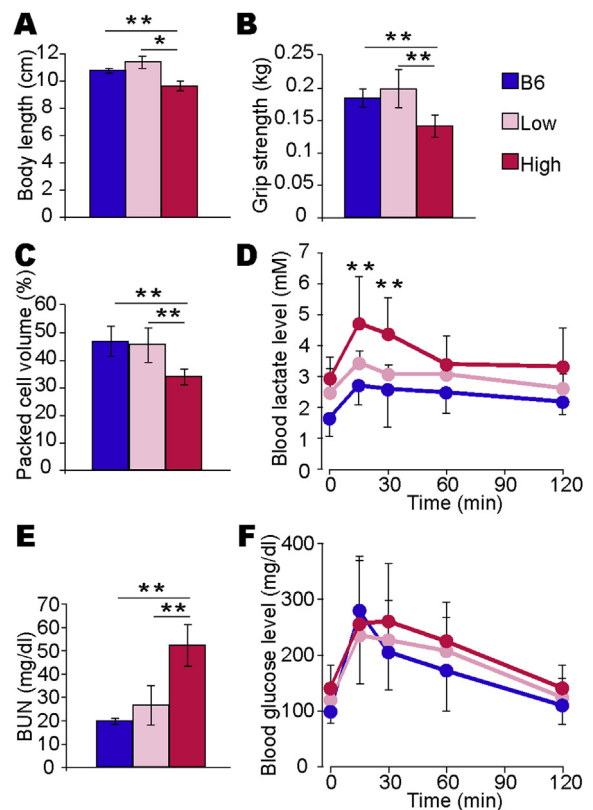 A
Body length (cm)
12
10
8
6
4
2
0
**
*
B
Grip strength (kg)
0.25
0.2
0.15
0.1
0.05
0
**
**
B6
Low
High
C
Packed cell volume (%)
60
50
40
30
20
10
0
**
**
D
Blood lactate level (mM)
7
6
5
4
3
2
1
0
**
**
0 30 60 90 120
Time (min)
E
BUN (mg/dl)
70
60
50
40
30
20
10
0
**
**
F
Blood glucose level (mg/dl)
400
300
200
100
0
0 30 60 90 120
Time (min)